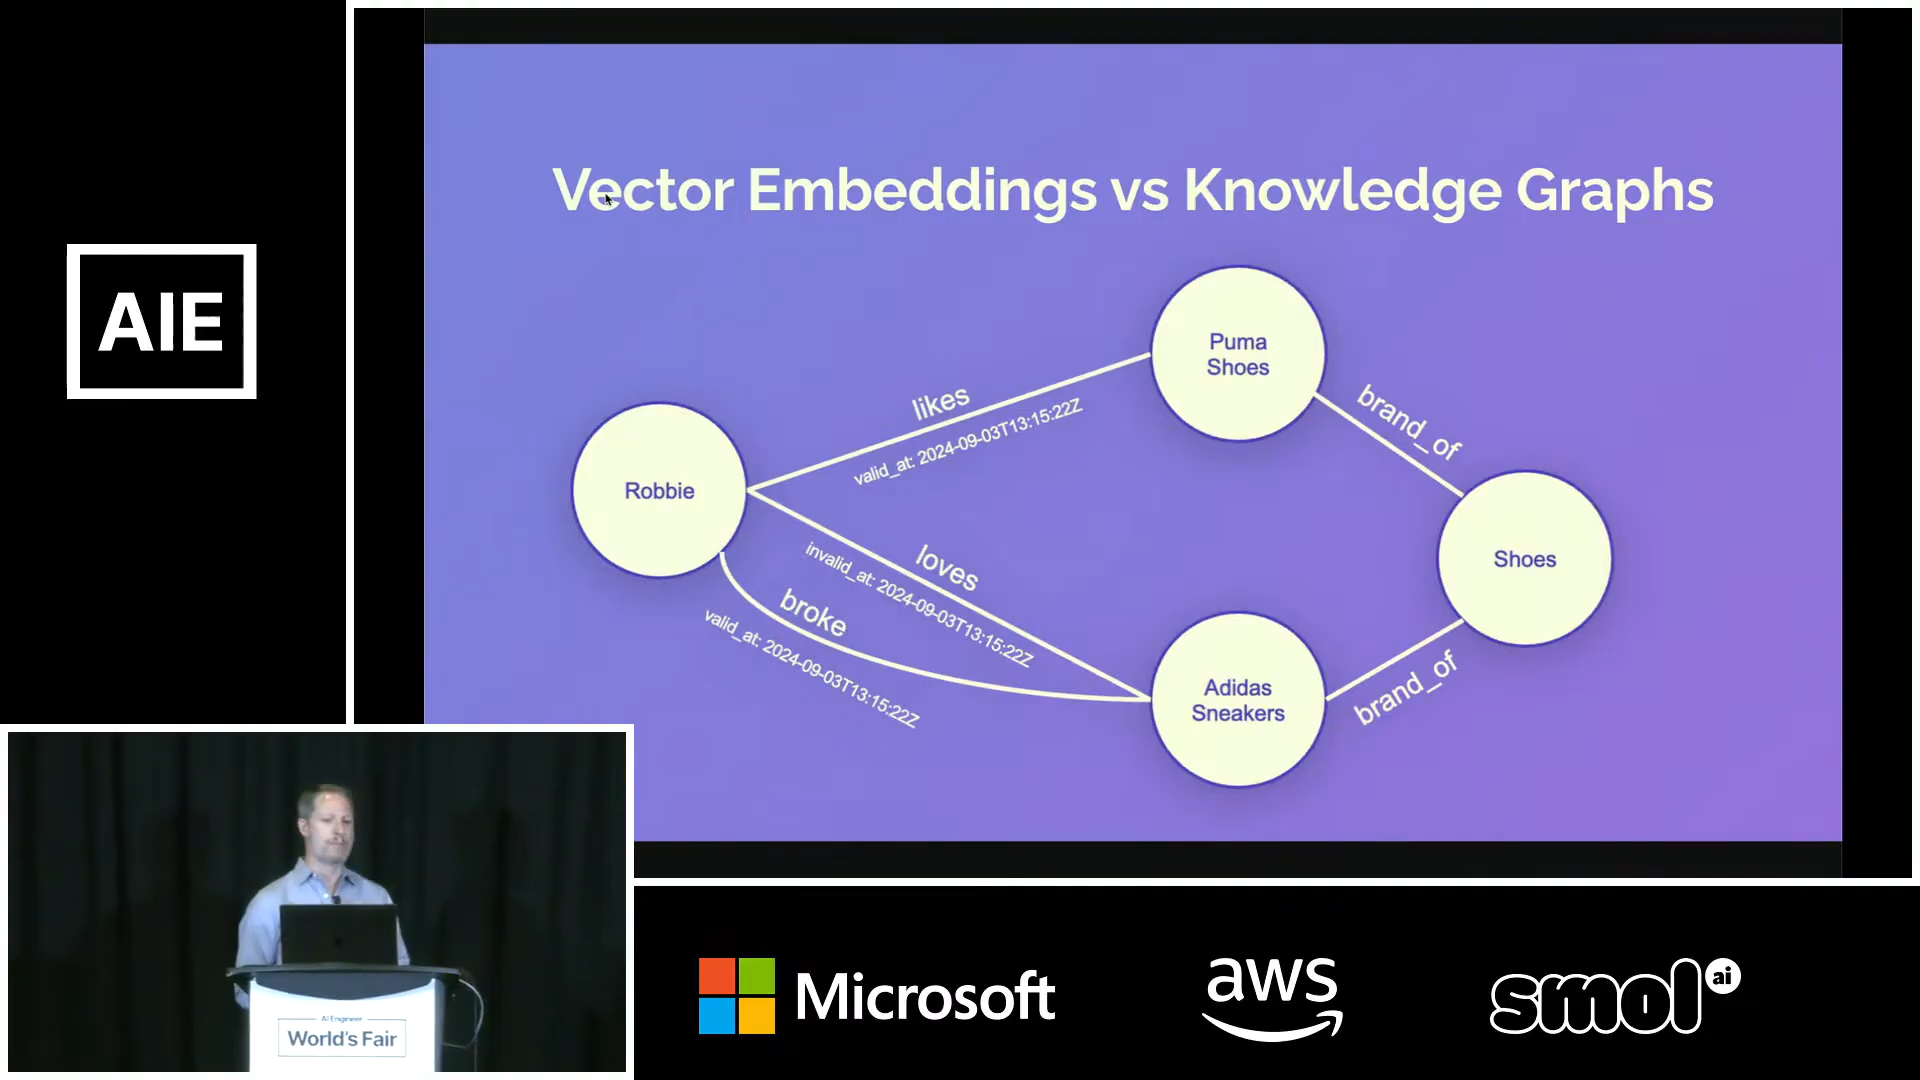 AIE
Vector Embeddings vs Knowledge Graphs
Puma
Shoes
likes
valid_at: 2024-09-03T13:15:22Z
brand_of
Robbie
loves
invalid_at: 2024-09-03T13:15:22Z
Shoes
broke
valid_at: 2024-09-03T13:15:22Z
Adidas
Sneakers
brand_of
AI Engineer
World's Fair
Microsoft
aws
smol
ai